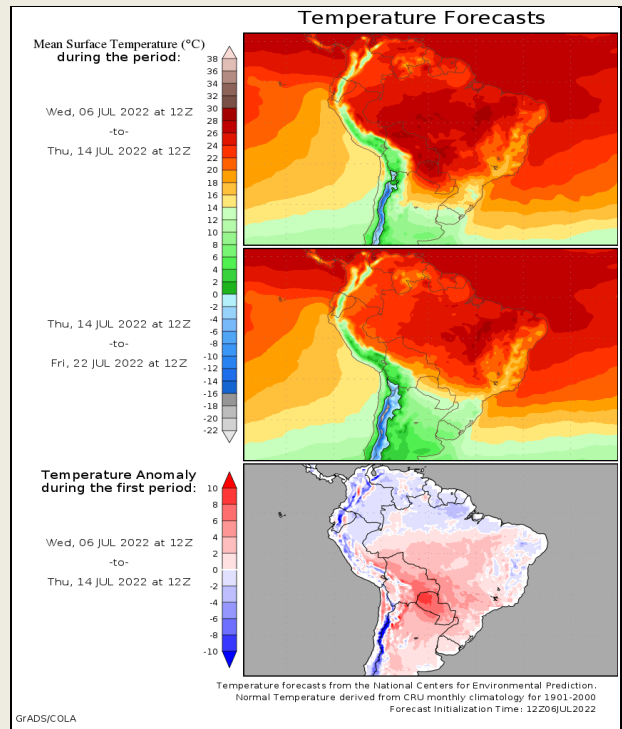 Temperature Forecasts
Mean Surface Temperature (°C)
during the period:
38
36
34
32
30
28
26
24
22
20
18
16
14
12
10
8
6
4
2
0
-2
-4
-6
-8
-10
-12
-14
-16
-18
-20
-22
Wed, 06 JUL 2022 at 12Z
-to-
Thu, 14 JUL 2022 at 12Z
Thu, 14 JUL 2022 at 12Z
-to-
Fri, 22 JUL 2022 at 12Z
Temperature Anomaly
during the first period:
10
8
6
4
2
0
-2
-4
-6
-8
-10
Wed, 06 JUL 2022 at 12Z
-to-
Thu, 14 JUL 2022 at 12Z
Temperature forecasts from the National Centers for Environmental Prediction.
Normal Temperature derived from CRU monthly climatology for 1901-2000
Forecast Initialization Time: 12Z06JUL2022
GrADS/COLA